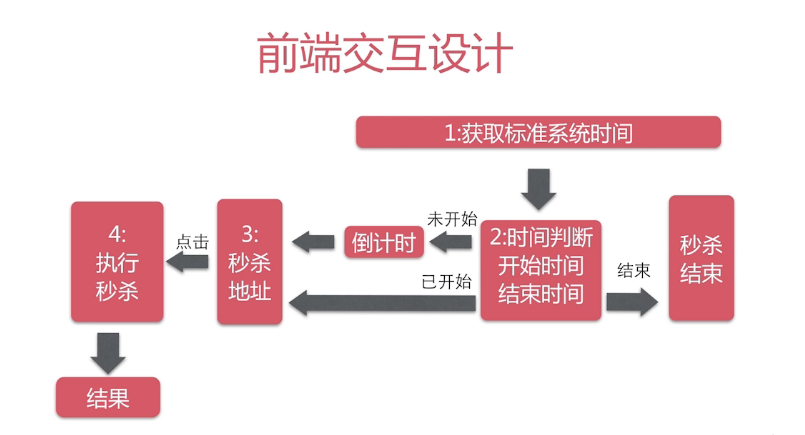 前端交互设计
1:获取标准系统时间
2:时间判断
开始时间
结束时间
未开始
倒计时
已开始
结束
秒杀
结束
3:
秒杀
地址
点击
4:
执行
秒杀
结果